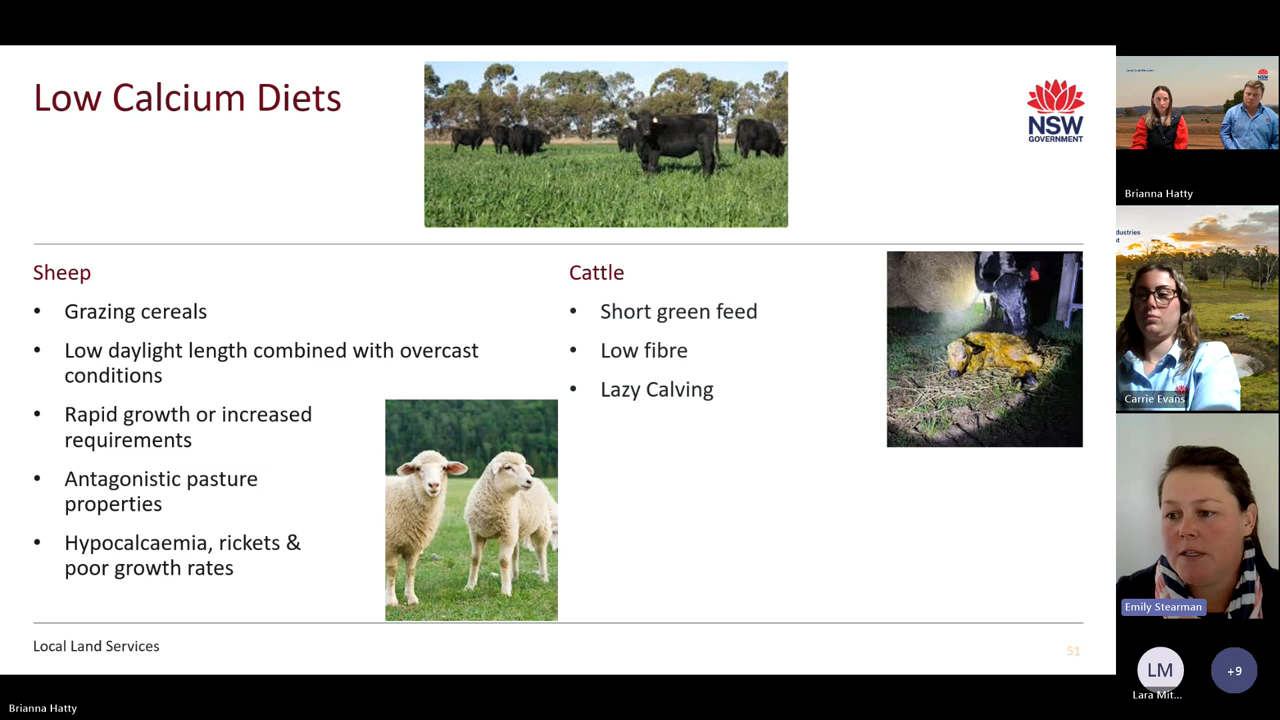 Low Calcium Diets
NSW
GOVERNMENT
Sheep
• Grazing cereals
• Low daylight length combined with overcast
conditions
• Rapid growth or increased
requirements
• Antagonistic pasture
properties
• Hypocalcaemia, rickets &
poor growth rates
Cattle
• Short green feed
• Low fibre
• Lazy Calving
Local Land Services
51
Brianna Hatty
Brianna Hatty
dustries
Carrie Evans
Emily Stearman
LM
Lara Mit...
+9